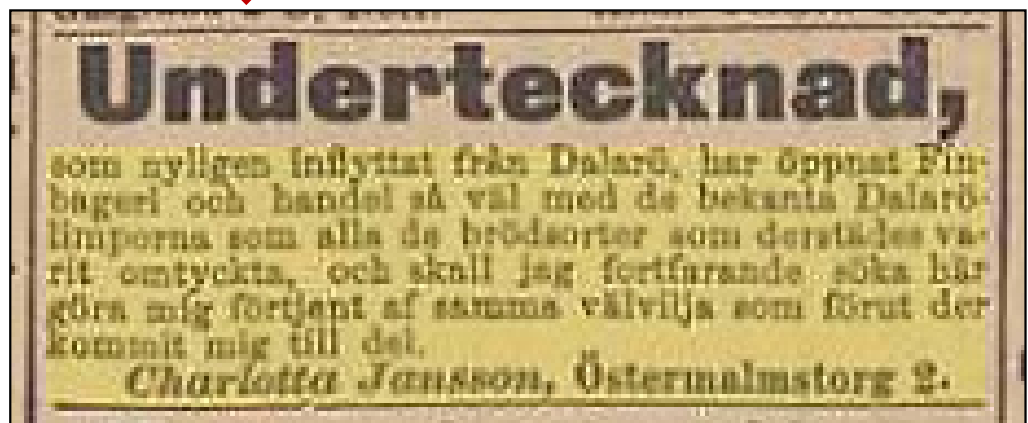 Undertecknad,
som nyligen inflyttat från Dalarö, har öppnat Fin-
bageri och handel så väl med de bekanta Dalarö-
limporna som alla de brödsorter som derstädes va-
rit omtyckta, och skall jag fortfarande söka här
göra mig förtjent af samma välvilja som förut der
kommit mig till del.
Charlotta Jansson, Östermalmstorg 2.